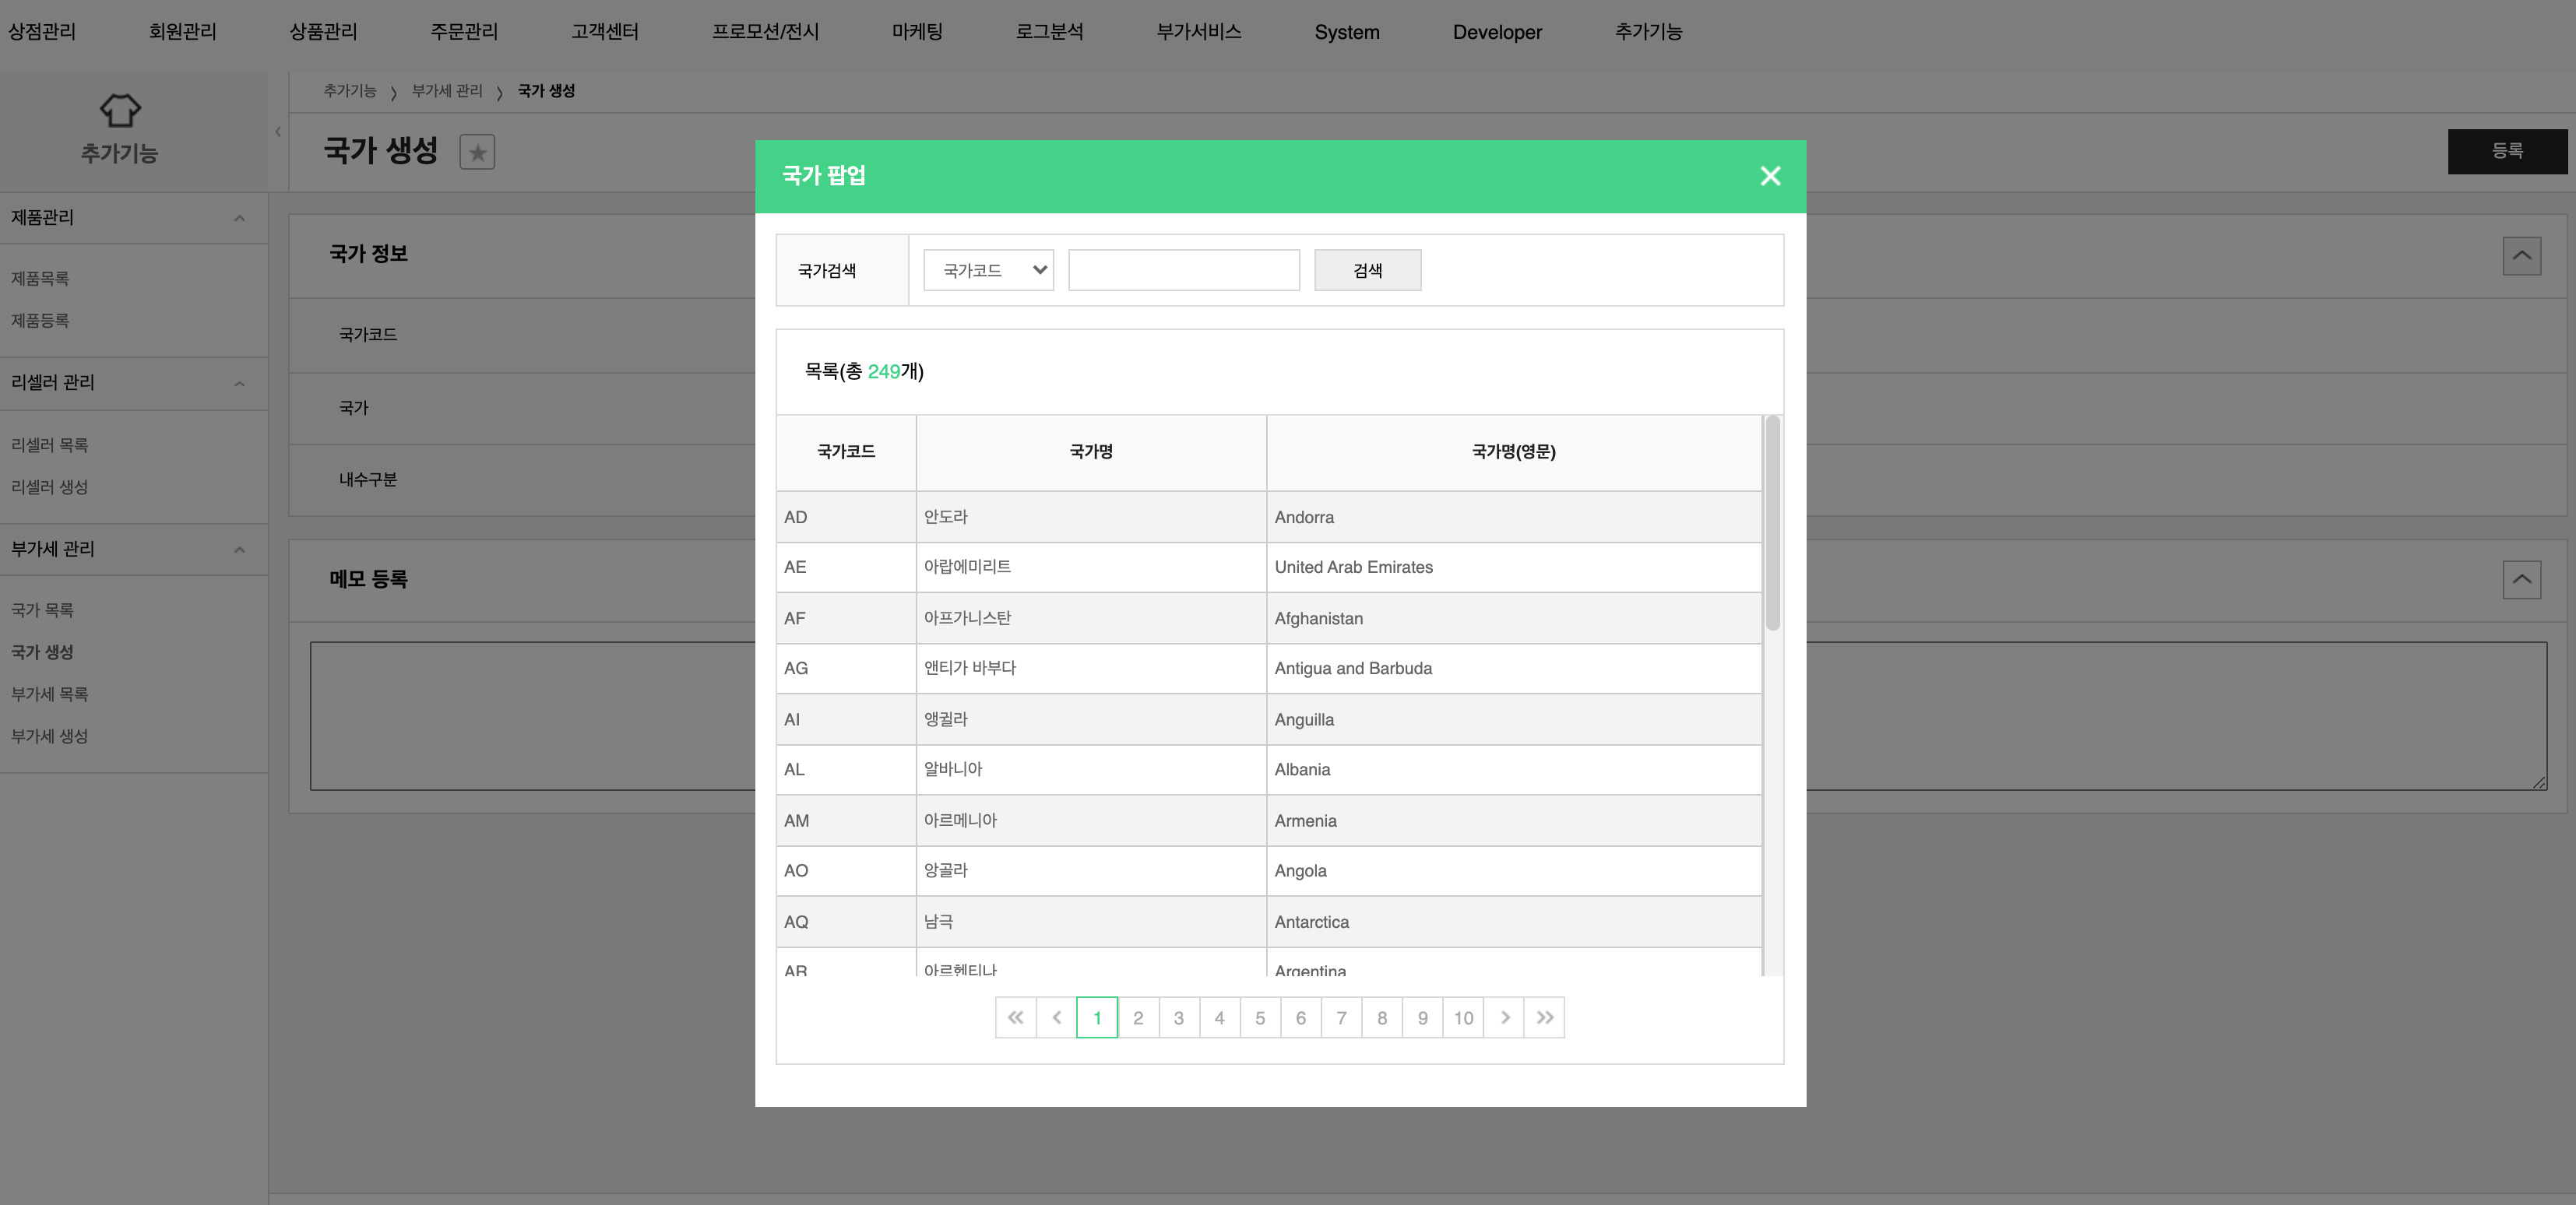 상점관리 회원관리 상품관리 주문관리 고객센터 프로모션/전시 마케팅 로그분석 부가서비스 System Developer 추가기능
추가기능
제품관리
제품목록
제품등록
리셀러 관리
리셀러 목록
리셀러 생성
부가세 관리
국가 목록
국가 생성
부가세 목록
부가세 생성
추가기능 > 부가세 관리 > 국가 생성
국가 생성
등록
국가 정보
국가코드
국가
내수구분
메모 등록
국가 팝업
국가검색 국가코드 검색
목록(총 249개)
국가코드 국가명 국가명(영문)
AD 안도라 Andorra
AE 아랍에미리트 United Arab Emirates
AF 아프가니스탄 Afghanistan
AG 앤티가 바부다 Antigua and Barbuda
AI 앵귈라 Anguilla
AL 알바니아 Albania
AM 아르메니아 Armenia
AO 앙골라 Angola
AQ 남극 Antarctica
AR 아르헨티나 Argentina
« < 1 2 3 4 5 6 7 8 9 10 > »